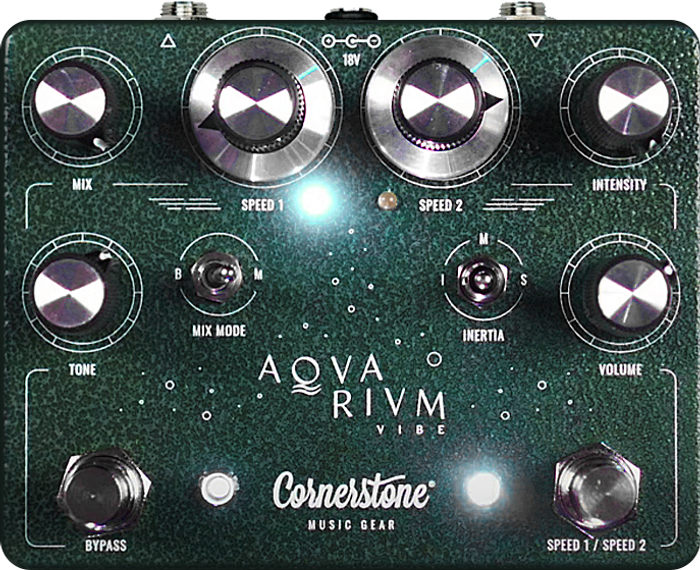 18V
MIX
SPEED 1
SPEED 2
INTENSITY
B
M
MIX MODE
M
I
S
INERTIA
TONE
VOLUME
AQVA
RIVM
VIBE
Cornerstone®
MUSIC GEAR
BYPASS
SPEED 1 / SPEED 2